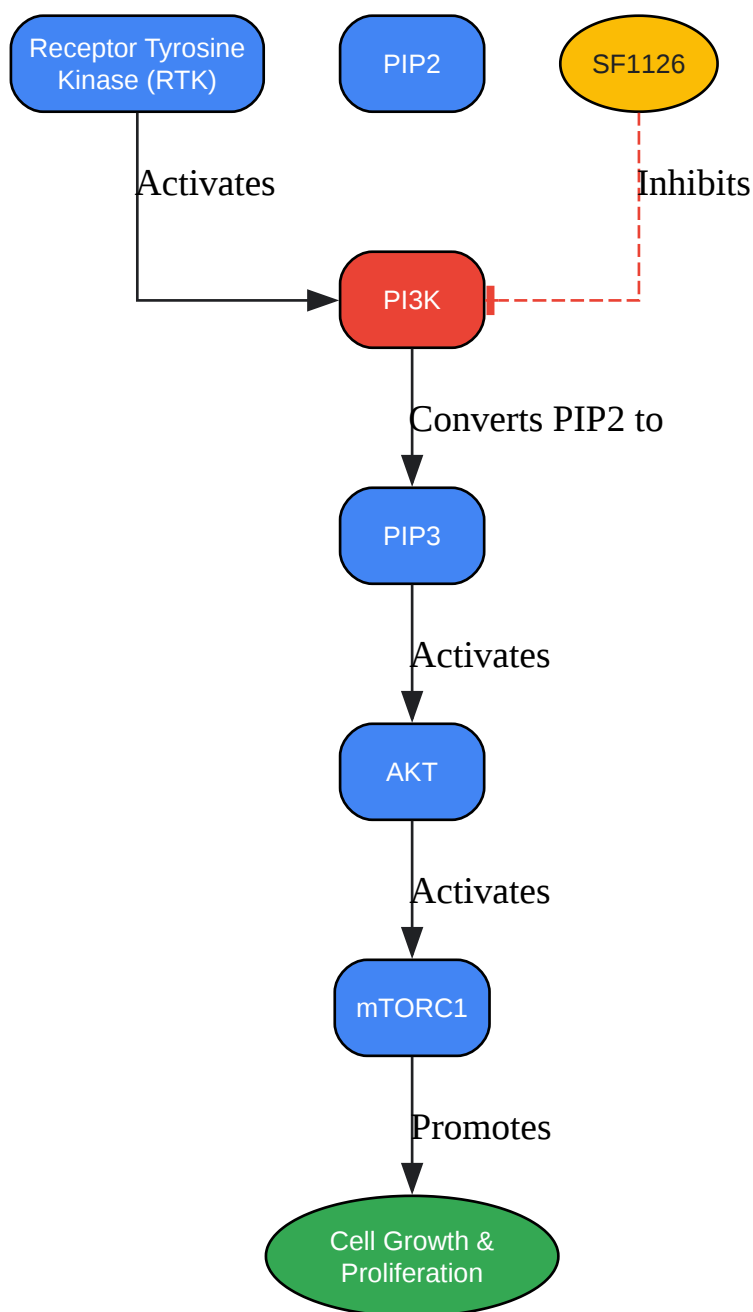 Receptor Tyrosine
Kinase (RTK)
PIP2
SF1126
Activates
Inhibits
PI3K
Converts PIP2 to
PIP3
Activates
AKT
Activates
mTORC1
Promotes
Cell Growth &
Proliferation